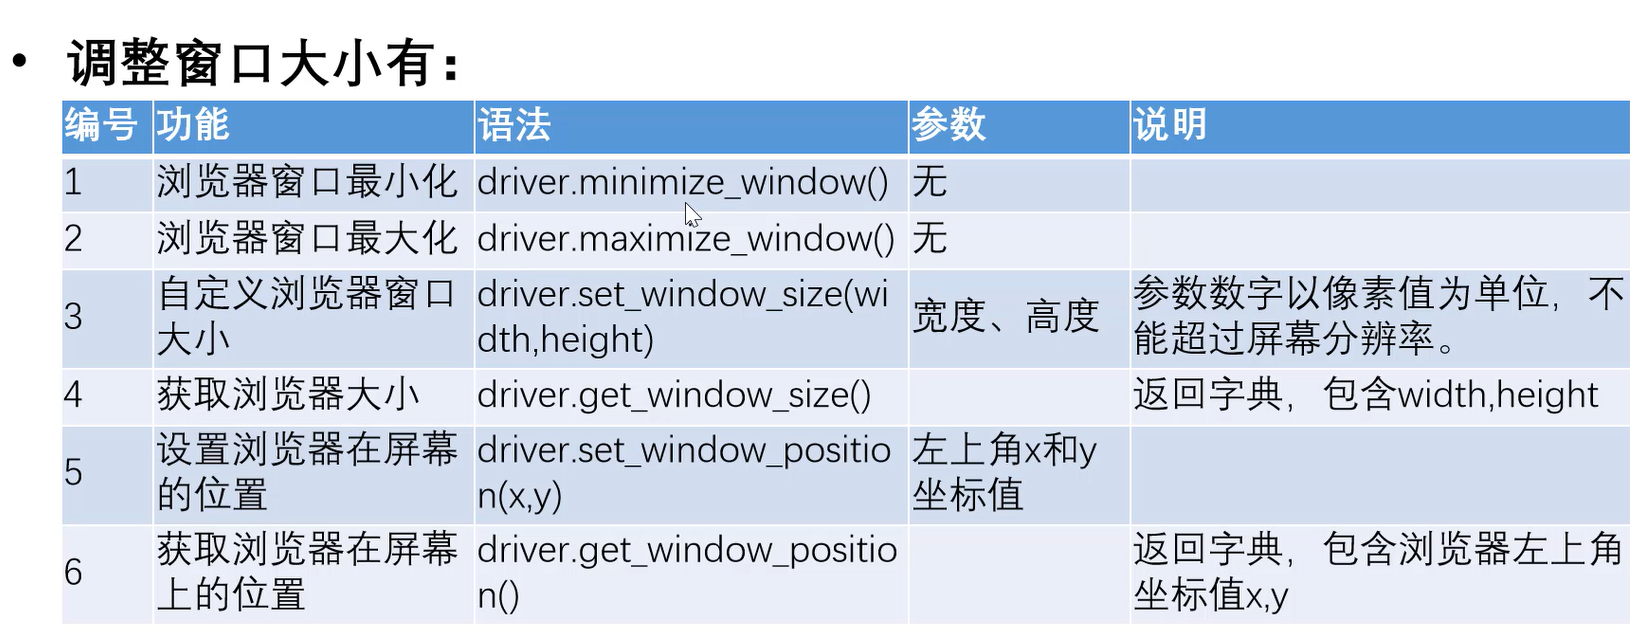 • 调整窗口大小有：
编号 功能 语法 参数 说明
1 浏览器窗口最小化 driver.minimize_window() 无
2 浏览器窗口最大化 driver.maximize_window() 无
3 自定义浏览器窗口大小 driver.set_window_size(width,height) 宽度、高度 参数数字以像素值为单位，不能超过屏幕分辨率。
4 获取浏览器大小 driver.get_window_size() 返回字典，包含width,height
5 设置浏览器在屏幕的位置 driver.set_window_position(x,y) 左上角x和y坐标值
6 获取浏览器在屏幕上的位置 driver.get_window_position() 返回字典，包含浏览器左上角坐标值x,y